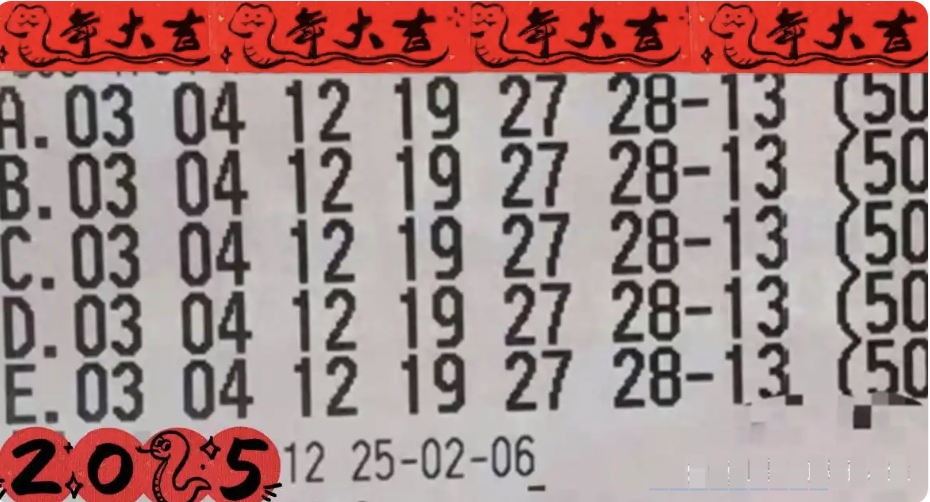 年大吉 年大吉 年大吉 年大吉
A.03 04 12 19 27 28-13 (50
B.03 04 12 19 27 28-13 (50
C.03 04 12 19 27 28-13 (50
D.03 04 12 19 27 28-13 (50
E.03 04 12 19 27 28-13 (50
2025 12 25-02-06